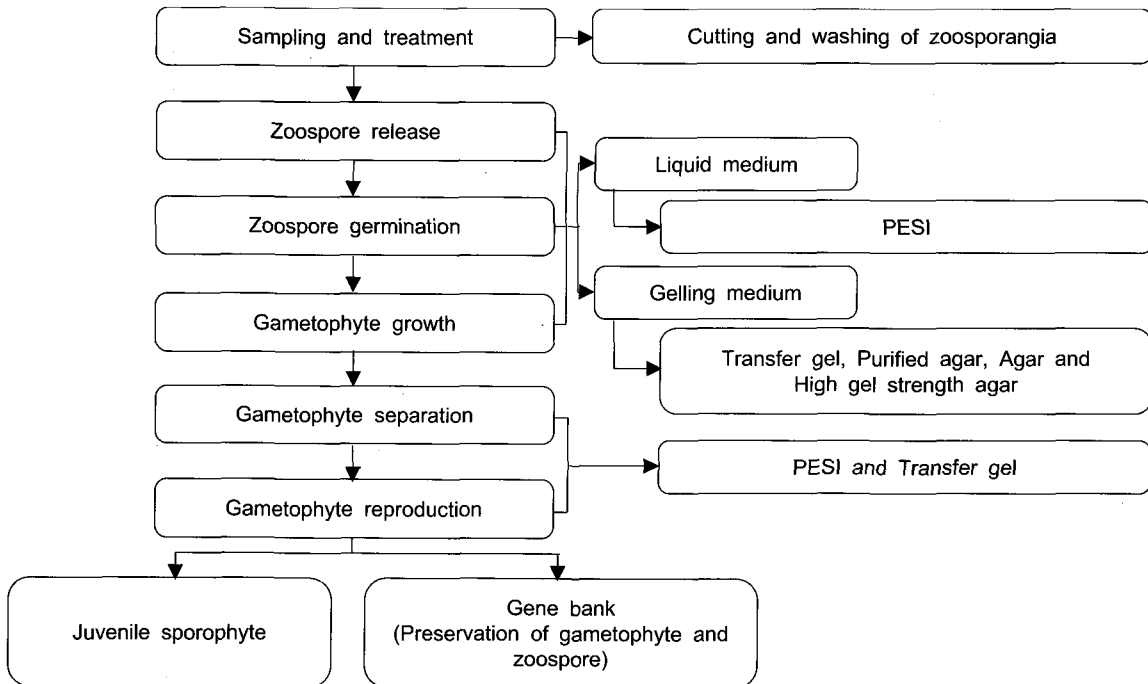 Sampling and treatment
Cutting and washing of zoosporangia
Zoospore release
Liquid medium
Zoospore germination
PESI
Gelling medium
Gametophyte growth
Transfer gel, Purified agar, Agar and
High gel strength agar
Gametophyte separation
PESI and Transfer gel
Gametophyte reproduction
Juvenile sporophyte
Gene bank
(Preservation of gametophyte and
zoospore)